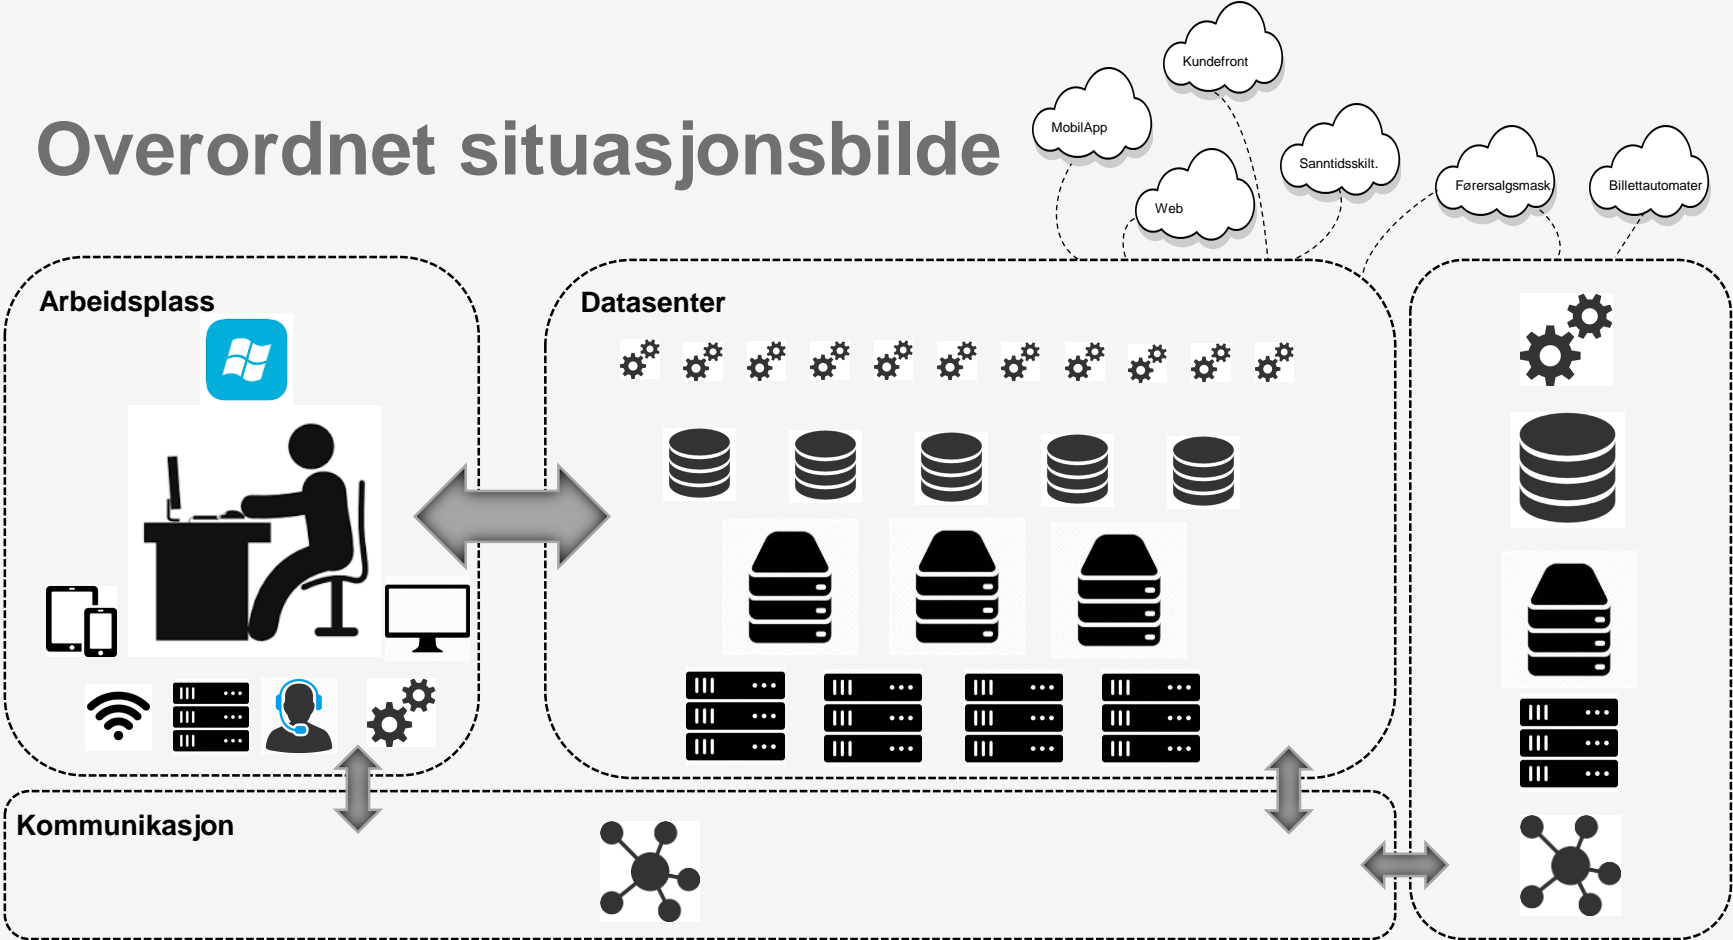 Kundefront
MobilApp
Overordnet situasjonsbilde
Sanntidsskilt.
Førersalgsmask.
Billettautomater
Web
Arbeidsplass
Datasenter
Kommunikasjon